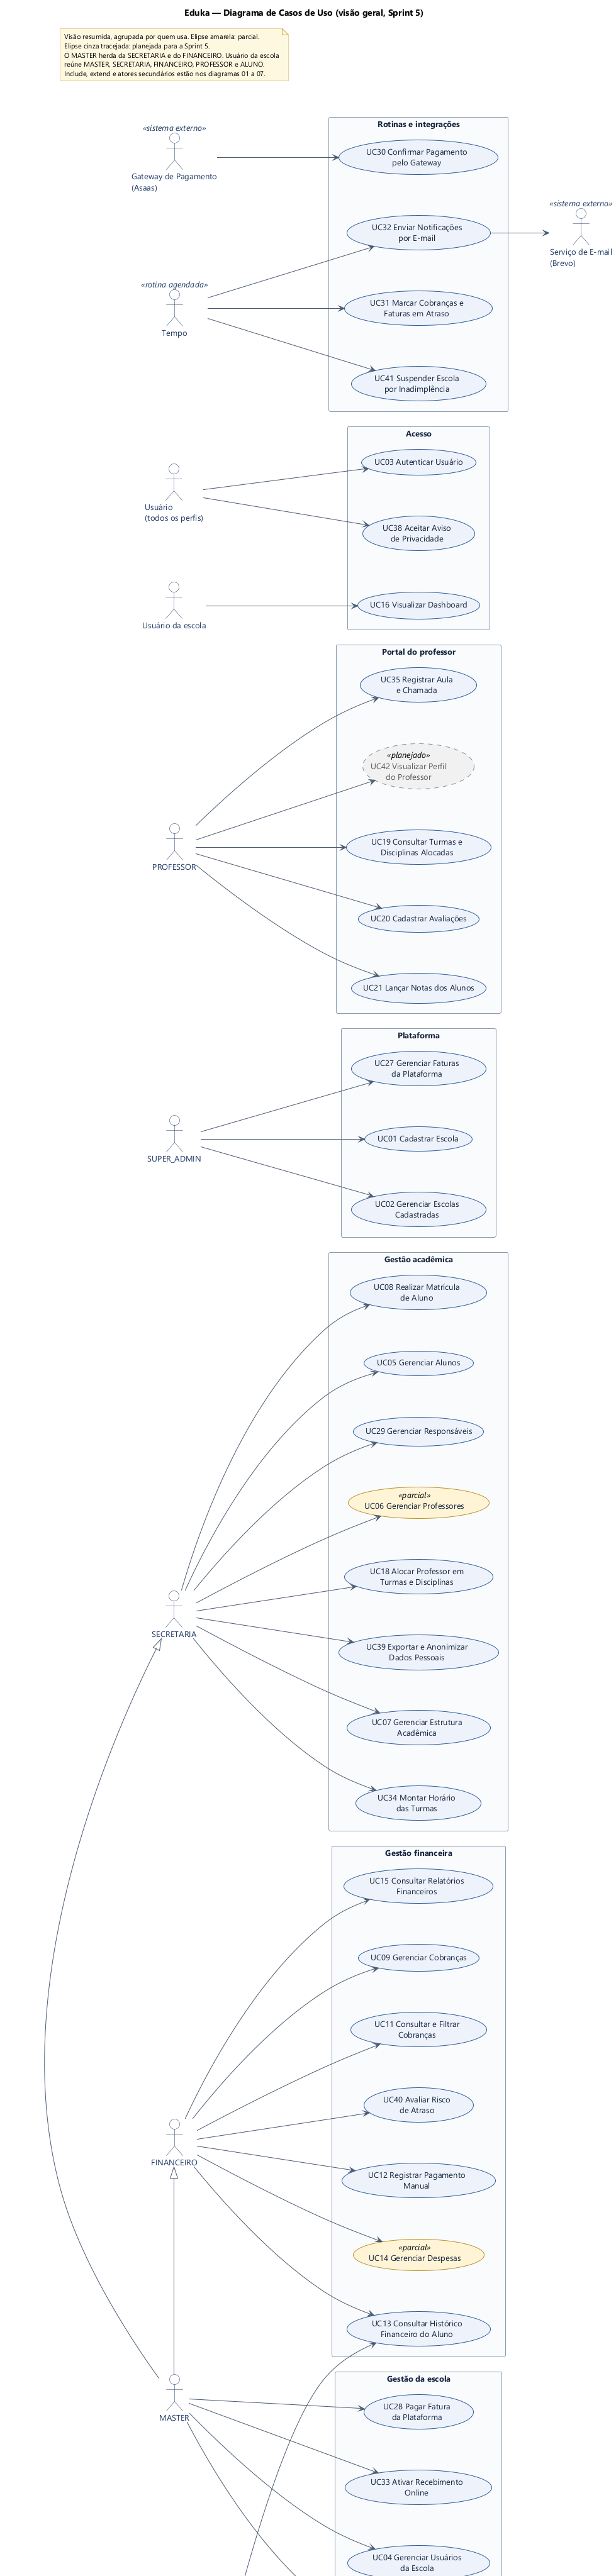 Eduka — Diagrama de Casos de Uso (visão geral, Sprint 5)
Visão resumida, agrupada por quem usa. Elipse amarela: parcial.
Elipse cinza tracejada: planejada para a Sprint 5.
O MASTER herda da SECRETARIA e do FINANCEIRO. Usuário da escola
reúne MASTER, SECRETARIA, FINANCEIRO, PROFESSOR e ALUNO.
Include, extend e atores secundários estão nos diagramas 01 a 07.
Rotinas e integrações
«sistema externo»
Gateway de Pagamento
(Asaas)
UC30 Confirmar Pagamento
pelo Gateway
UC32 Enviar Notificações
por E-mail
«sistema externo»
Serviço de E-mail
(Brevo)
«rotina agendada»
Tempo
UC31 Marcar Cobranças e
Faturas em Atraso
UC41 Suspender Escola
por Inadimplência
Acesso
Usuário
(todos os perfis)
UC03 Autenticar Usuário
UC38 Aceitar Aviso
de Privacidade
Usuário da escola
UC16 Visualizar Dashboard
Portal do professor
UC35 Registrar Aula
e Chamada
«planejado»
UC42 Visualizar Perfil
do Professor
PROFESSOR
UC19 Consultar Turmas e
Disciplinas Alocadas
UC20 Cadastrar Avaliações
UC21 Lançar Notas dos Alunos
Plataforma
UC27 Gerenciar Faturas
da Plataforma
SUPER_ADMIN
UC01 Cadastrar Escola
UC02 Gerenciar Escolas
Cadastradas
Gestão acadêmica
UC08 Realizar Matrícula
de Aluno
UC05 Gerenciar Alunos
UC29 Gerenciar Responsáveis
«parcial»
UC06 Gerenciar Professores
UC18 Alocar Professor em
Turmas e Disciplinas
SECRETARIA
UC39 Exportar e Anonimizar
Dados Pessoais
UC07 Gerenciar Estrutura
Acadêmica
UC34 Montar Horário
das Turmas
Gestão financeira
UC15 Consultar Relatórios
Financeiros
UC09 Gerenciar Cobranças
UC11 Consultar e Filtrar
Cobranças
UC40 Avaliar Risco
de Atraso
FINANCEIRO
UC12 Registrar Pagamento
Manual
«parcial»
UC14 Gerenciar Despesas
UC13 Consultar Histórico
Financeiro do Aluno
Gestão da escola
MASTER
UC28 Pagar Fatura
da Plataforma
UC33 Ativar Recebimento
Online
UC04 Gerenciar Usuários
da Escola